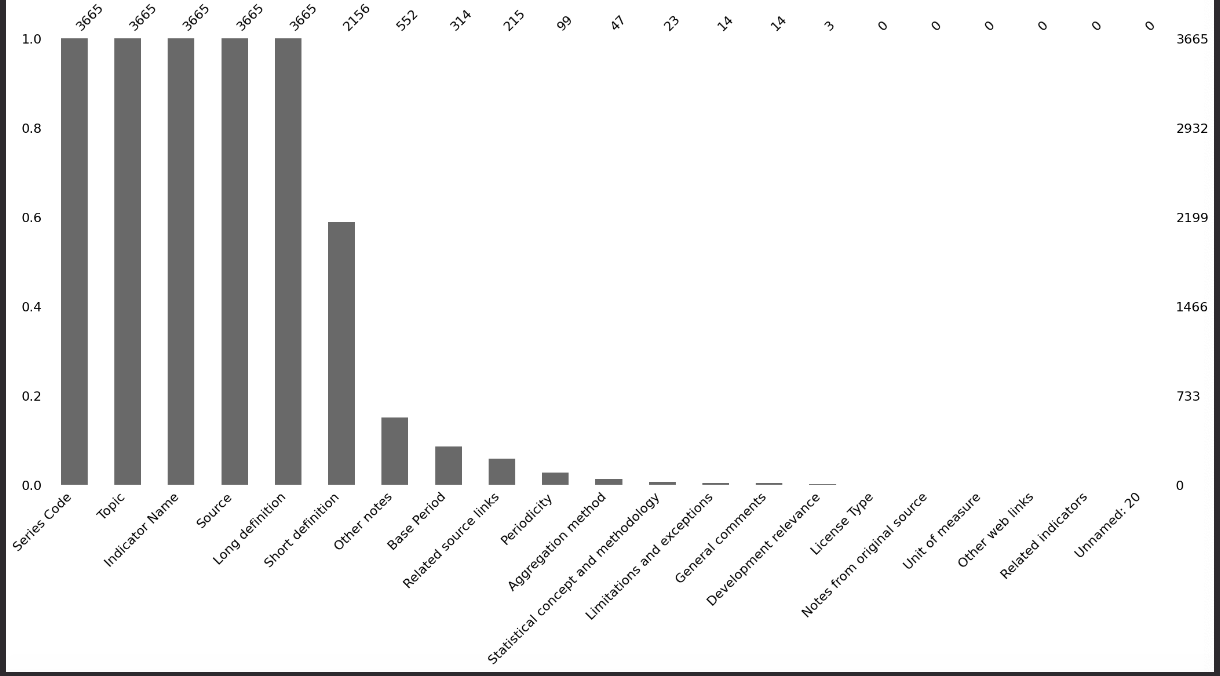 3665 3665 3665 3665 3665 2156 552 314 215 99 47 23 14 14 3 0 0 0 0 0 0
1.0 3665
0.8 2932
0.6 2199
0.4 1466
0.2 733
0.0 0
Series Code
Topic
Indicator Name
Source
Long definition
Short definition
Other notes
Base Period
Related source links
Periodicity
Aggregation method
Statistical concept and methodology
Limitations and exceptions
General comments
Development relevance
License Type
Notes from original source
Unit of measure
Other web links
Related indicators
Unnamed: 20